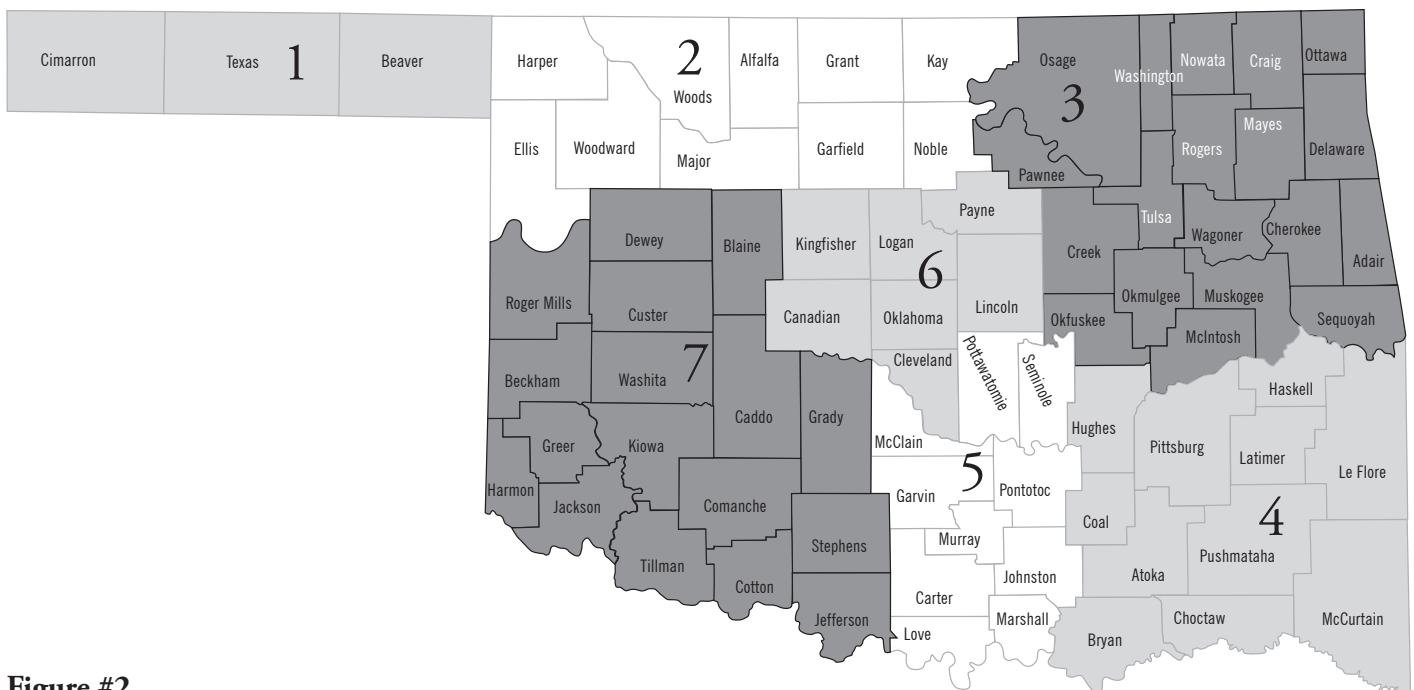 Cimarron
Texas
1
Beaver
Harper
2
Woods
Alfalfa
Grant
Kay
Osage
3
Washington
Nowata
Craig
Ottawa
Ellis
Woodward
Major
Garfield
Noble
Pawnee
Rogers
Mayes
Delaware
Dewey
Blaine
Kingfisher
Logan
6
Payne
Creek
Tulsa
Wagoner
Cherokee
Adair
Roger Mills
Custer
Canadian
Oklahoma
Lincoln
Okfuskee
Okmulgee
Muskogee
McIntosh
Sequoyah
Beckham
Washita
7
Caddo
Grady
Cleveland
Pottawatomie
Seminole
Hughes
Pittsburg
Haskell
Greer
Kiowa
McClain
5
Latimer
Le Flore
Harmon
Jackson
Comanche
Garvin
Pontotoc
Coal
4
Pushmataha
Tillman
Stephens
Murray
Johnston
Atoka
Cotton
Jefferson
Carter
Love
Marshall
Bryan
Choctaw
McCurtain
Figure #2